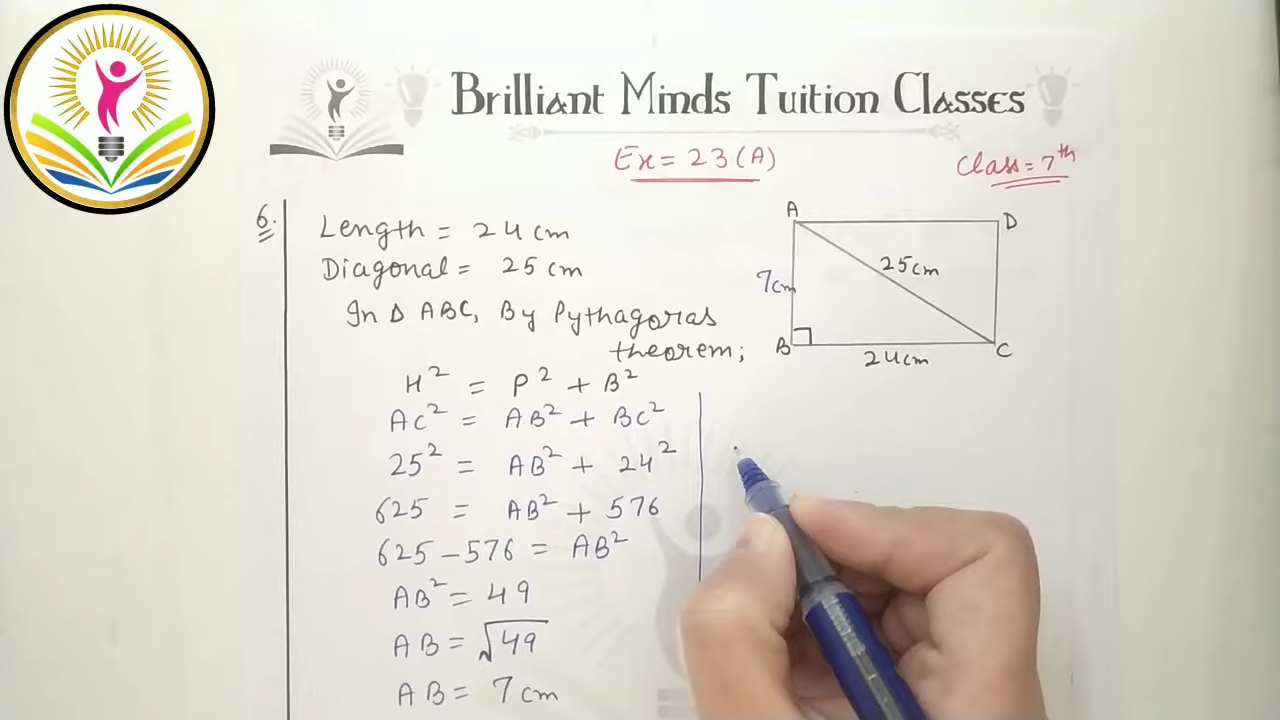 Brilliant Minds Tuition Classes
Ex = 23(A)
Class = 7th
6.
Length = 24 cm
Diagonal = 25 cm
In Δ ABC, By Pythagoras
theorem;
H² = P² + B²
AC² = AB² + BC²
25² = AB² + 24²
625 = AB² + 576
625 – 576 = AB²
AB² = 49
AB = √49
AB = 7 cm
A
D
25cm
7cm
B
24cm
C